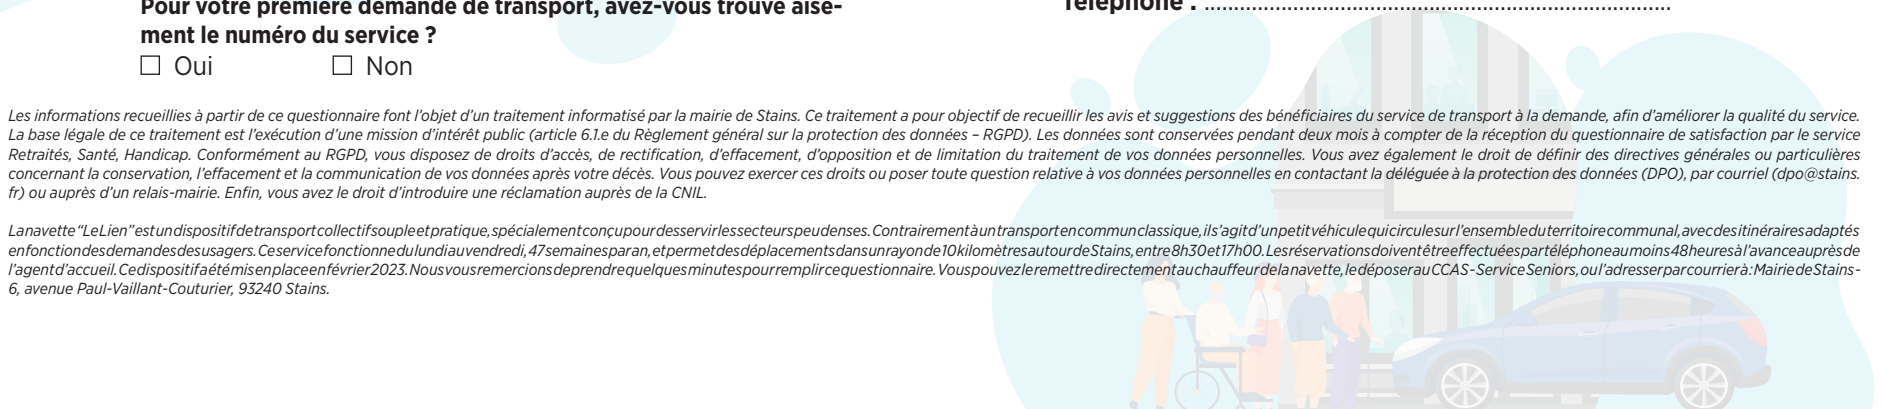 Pour votre première demande de transport, avez-vous trouvé aisé-
ment le numéro du service ?
☐ Oui ☐ Non
Téléphone : ................................................................................
Les informations recueillies à partir de ce questionnaire font l’objet d’un traitement informatisé par la mairie de Stains. Ce traitement a pour objectif de recueillir les avis et suggestions des bénéficiaires du service de transport à la demande, afin d’améliorer la qualité du service.
La base légale de ce traitement est l’exécution d’une mission d’intérêt public (article 6.1.e du Règlement général sur la protection des données – RGPD). Les données sont conservées pendant deux mois à compter de la réception du questionnaire de satisfaction par le service
Retraités, Santé, Handicap. Conformément au RGPD, vous disposez de droits d’accès, de rectification, d’effacement, d’opposition et de limitation du traitement de vos données personnelles. Vous avez également le droit de définir des directives générales ou particulières
concernant la conservation, l’effacement et la communication de vos données après votre décès. Vous pouvez exercer ces droits ou poser toute question relative à vos données personnelles en contactant la déléguée à la protection des données (DPO), par courriel (dpo@stains.
fr) ou auprès d’un relais-mairie. Enfin, vous avez le droit d’introduire une réclamation auprès de la CNIL.
La navette “Le Lien” est un dispositif de transport collectif souple et pratique, spécialement conçu pour desservir les secteurs peu denses. Contrairement à un transport en commun classique, il s’agit d’un petit véhicule qui circule sur l’ensemble du territoire communal, avec des itinéraires adaptés
en fonction des demandes des usagers. Ce service fonctionne du lundi au vendredi, 47 semaines par an, et permet des déplacements dans un rayon de 10 kilomètres autour de Stains, entre 8h30 et 17h00. Les réservations doivent être effectuées par téléphone au moins 48 heures à l’avance auprès de
l’agent d’accueil. Ce dispositif a été mis en place en février 2023. Nous vous remercions de prendre quelques minutes pour remplir ce questionnaire. Vous pouvez le remettre directement au chauffeur de la navette, le déposer au CCAS - Service Seniors, ou l’adresser par courrier à : Mairie de Stains -
6, avenue Paul-Vaillant-Couturier, 93240 Stains.